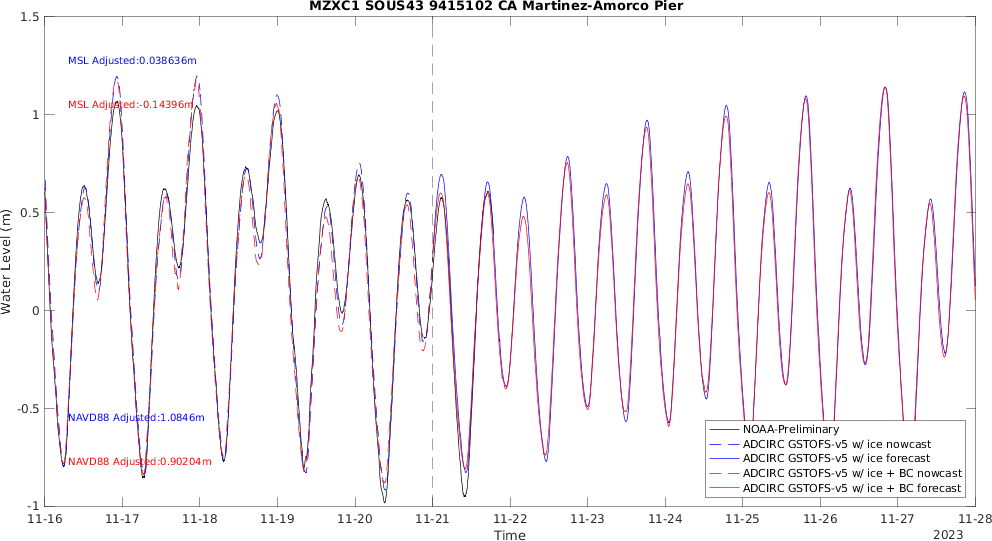 MZXC1 SOUS43 9415102 CA Martinez-Amorco Pier
1.5
1
0.5
0
-0.5
-1
Water Level (m)
MSL Adjusted:0.038636m
MSL Adjusted:-0.14396m
NAVD88 Adjusted:1.0846m
NAVD88 Adjusted:0.90204m
NOAA-Preliminary
ADCIRC GSTOFS-v5 w/ ice nowcast
ADCIRC GSTOFS-v5 w/ ice forecast
ADCIRC GSTOFS-v5 w/ ice + BC nowcast
ADCIRC GSTOFS-v5 w/ ice + BC forecast
11-16 11-17 11-18 11-19 11-20 11-21 11-22 11-23 11-24 11-25 11-26 11-27 11-28
Time
2023